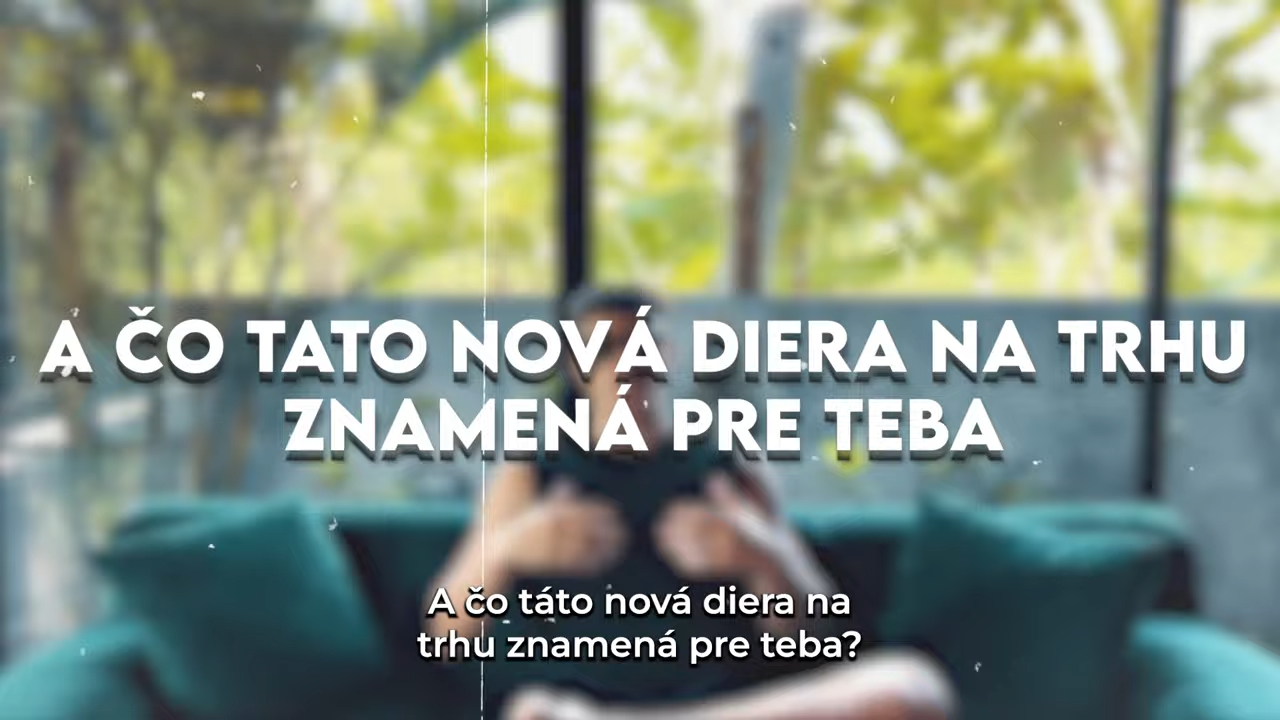 A ČO TATO NOVÁ DIERA NA TRHU
ZNAMENÁ PRE TEBA
A čo táto nová diera na
trhu znamená pre teba?